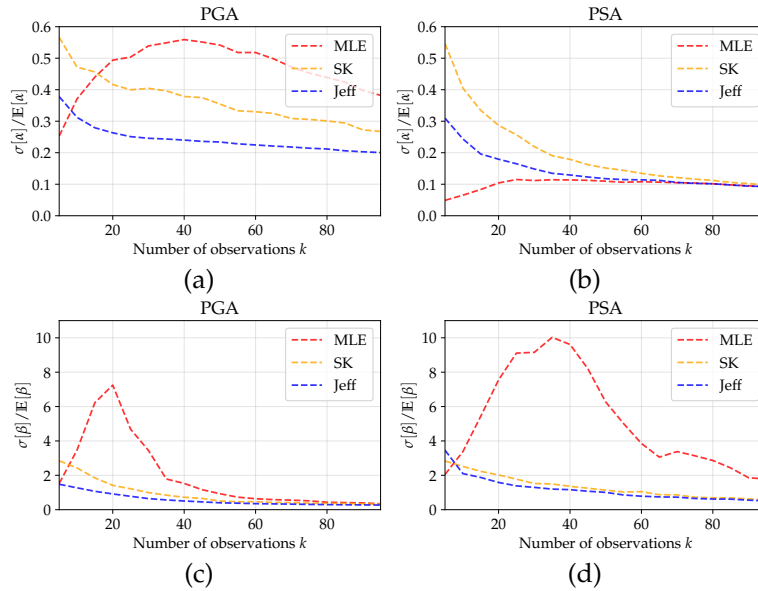 PGA
σ[α]/𝔼[α]
0.6
0.5
0.4
0.3
0.2
0.1
0.0
MLE
SK
Jeff
20
40
60
80
Number of observations k
(a)
PSA
σ[α]/𝔼[α]
0.6
0.5
0.4
0.3
0.2
0.1
0.0
MLE
SK
Jeff
20
40
60
80
Number of observations k
(b)
PGA
σ[β]/𝔼[β]
10
8
6
4
2
0
MLE
SK
Jeff
20
40
60
80
Number of observations k
(c)
PSA
σ[β]/𝔼[β]
10
8
6
4
2
0
MLE
SK
Jeff
20
40
60
80
Number of observations k
(d)